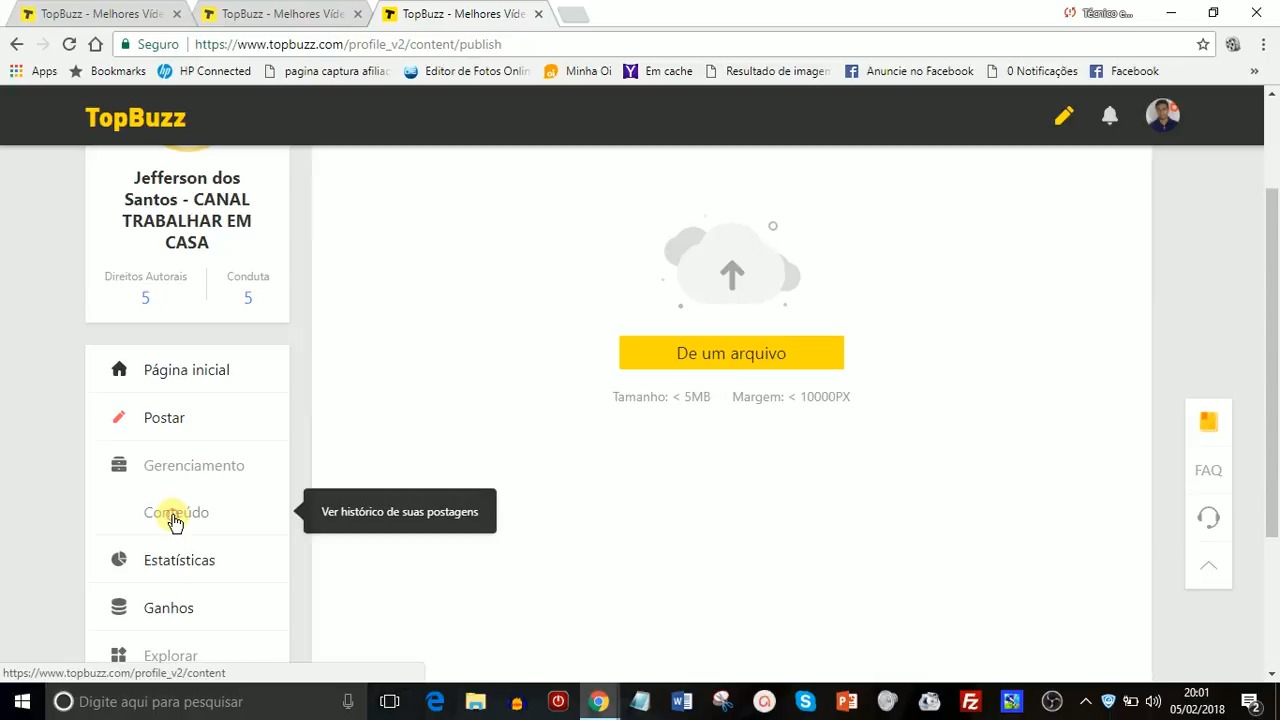 TopBuzz - Melhores Víde
TopBuzz - Melhores Víde
TopBuzz - Melhores Víde
Técnico e...
Seguro
https://www.topbuzz.com/profile_v2/content/publish
Apps
Bookmarks
HP Connected
pagina captura afiliac
Editor de Fotos Onlin
Minha Oi
Em cache
Resultado de imagen
Anuncie no Facebook
0 Notificações
Facebook
»
TopBuzz
Jefferson dos
Santos - CANAL
TRABALHAR EM
CASA
Direitos Autorais
Conduta
5
5
De um arquivo
Tamanho: < 5MB
Margem: < 10000PX
Página inicial
Postar
Gerenciamento
Conteúdo
Ver histórico de suas postagens
Estatísticas
Ganhos
Explorar
FAQ
https://www.topbuzz.com/profile_v2/content
Digite aqui para pesquisar
20:01
05/02/2018
2